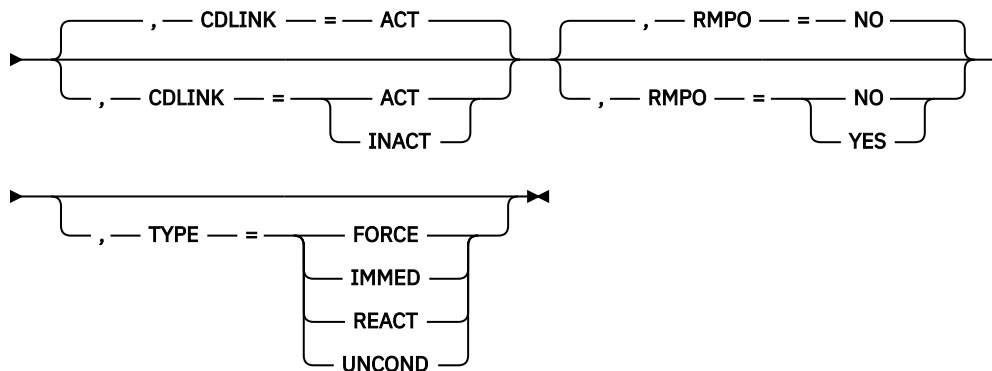 , CDLINK = ACT , RMPO = NO
, CDLINK = ACT , RMPO = NO
INACT YES
, TYPE = FORCE
IMMED
REACT
UNCOND